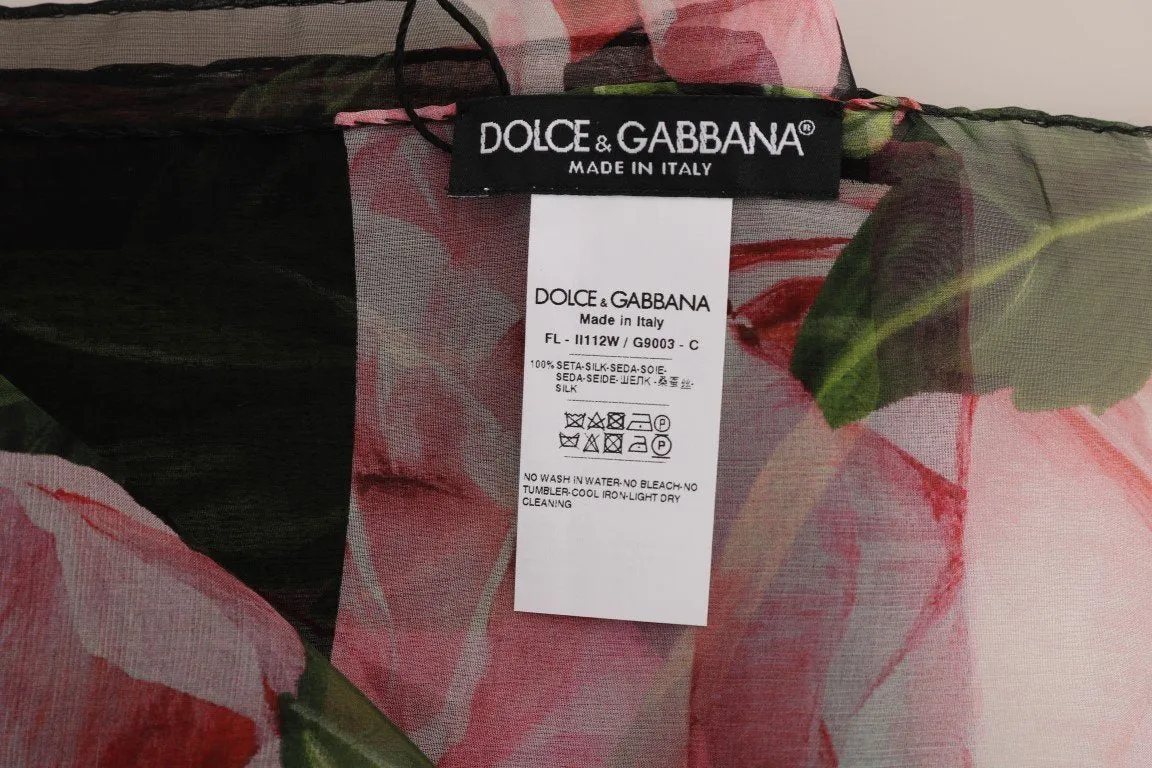 DOLCE & GABBANA®
MADE IN ITALY
DOLCE & GABBANA
Made in Italy
FL - II112W / G9003 - C
100% SETA-SILK-SEDA-SOIE-
SEDA-SEIDE-ШЕЛК-桑蚕丝-
SILK
P
P
NO WASH IN WATER-NO BLEACH-NO
TUMBLER-COOL IRON-LIGHT DRY
CLEANING